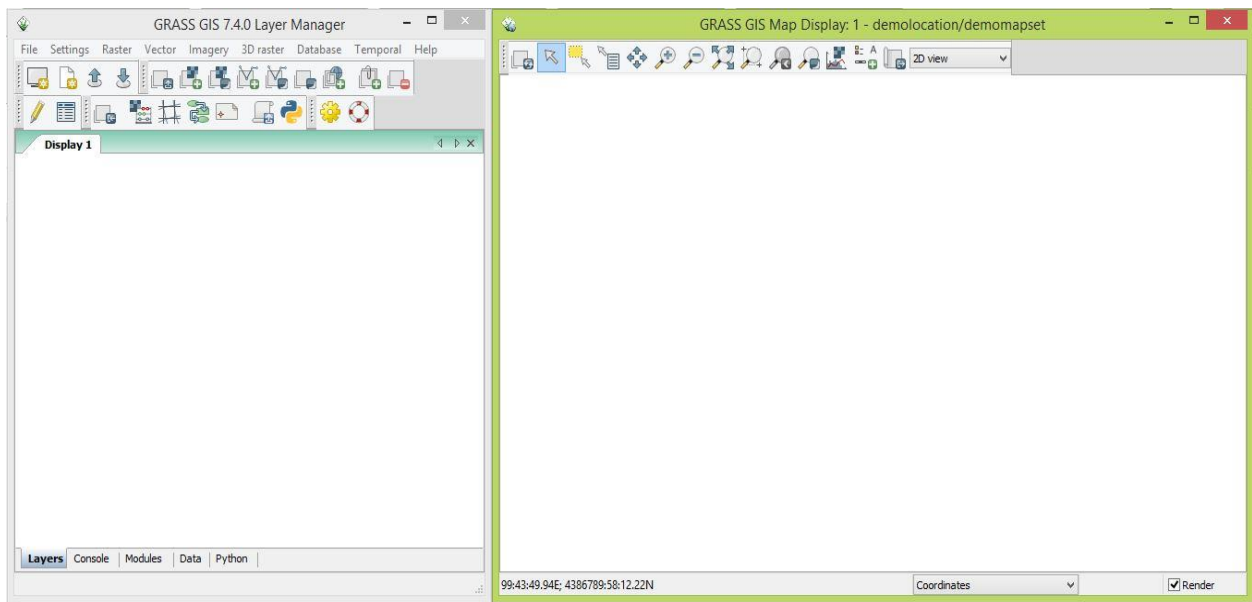 GRASS GIS 7.4.0 Layer Manager
File Settings Raster Vector Imagery 3D raster Database Temporal Help
Display 1
Layers Console Modules Data Python
GRASS GIS Map Display: 1 - demolocation/demomapset
2D view
99:43:49.94E; 4386789:58:12.22N
Coordinates
Render